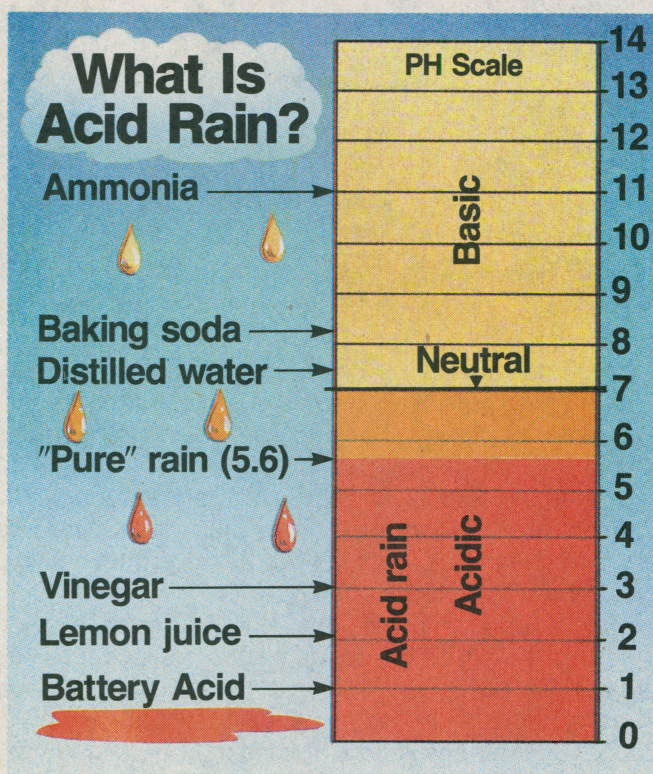 What Is
Acid Rain?
PH Scale
14
13
12
Ammonia
11
Basic
10
9
Baking soda
8
Distilled water
Neutral
7
6
"Pure" rain (5.6)
5
Acid rain
Acidic
4
Vinegar
3
Lemon juice
2
Battery Acid
1
0